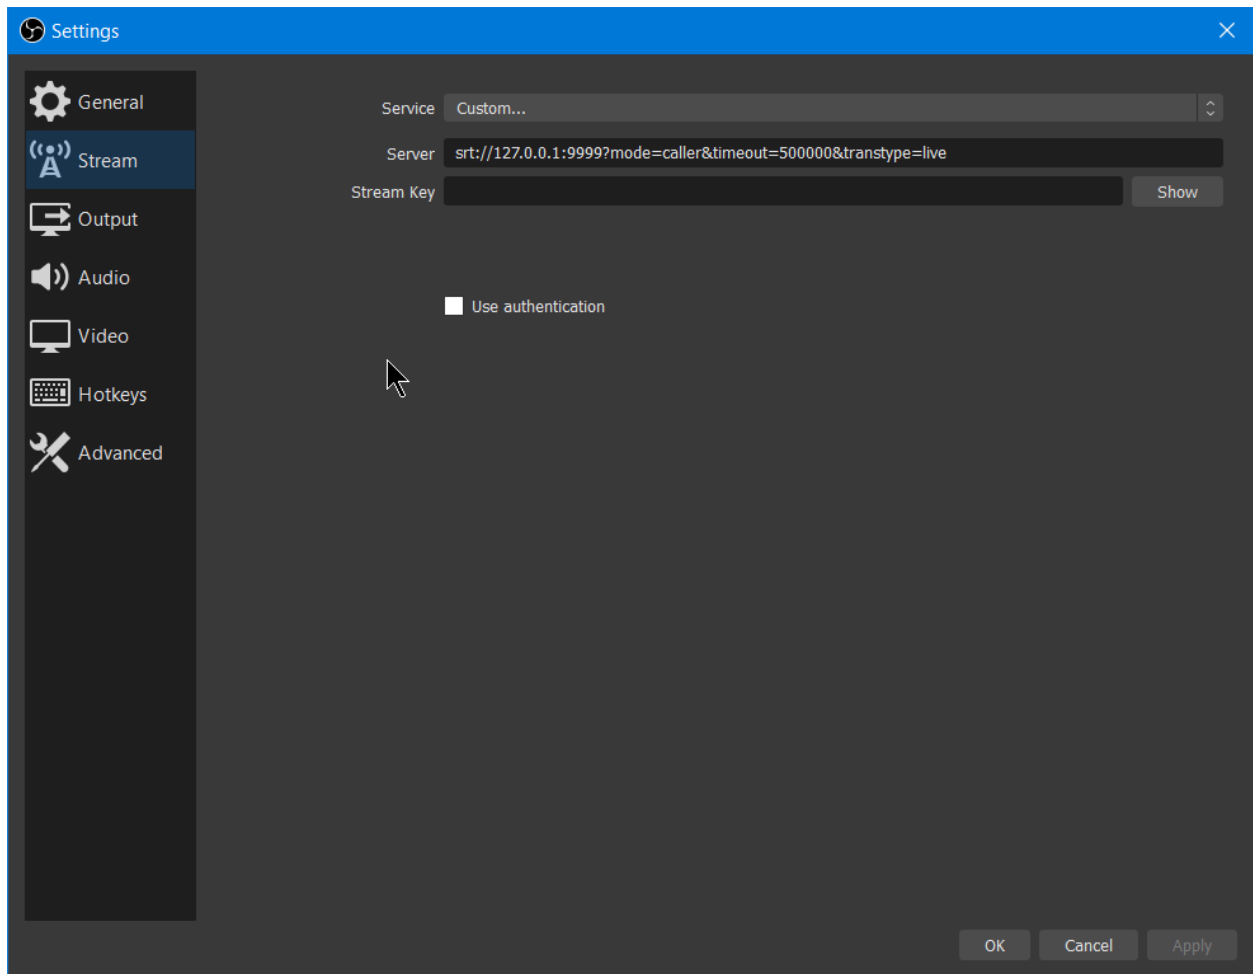 Settings
General
Stream
Output
Audio
Video
Hotkeys
Advanced
Service Custom...
Server srt://127.0.0.1:9999?mode=caller&timeout=500000&transtype=live
Stream Key Show
Use authentication
OK Cancel Apply